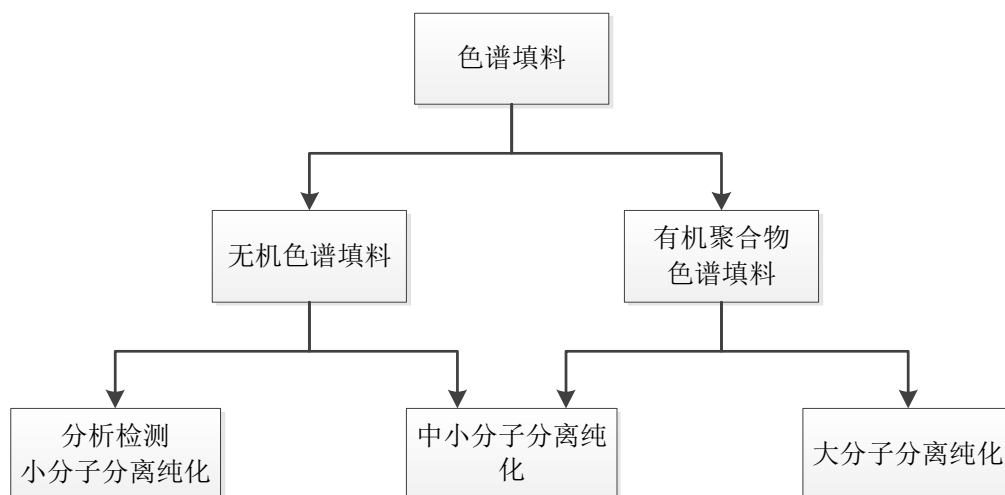 色谱填料
无机色谱填料
有机聚合物
色谱填料
分析检测
小分子分离纯化
中小分子分离纯
化
大分子分离纯化